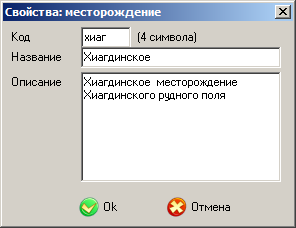 Свойства: месторождение
Код хиаг (4 символа)
Название Хиагдинское
Описание Хиагдинское месторождение
Хиагдинского рудного поля
Ok Отмена